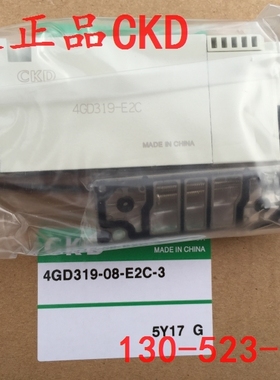 正品CKD
CKD
4GD319-E2C
MADE IN CHINA
CKD
MADE IN CHINA
4GD319-08-E2C-3
5Y17 G
130-523-